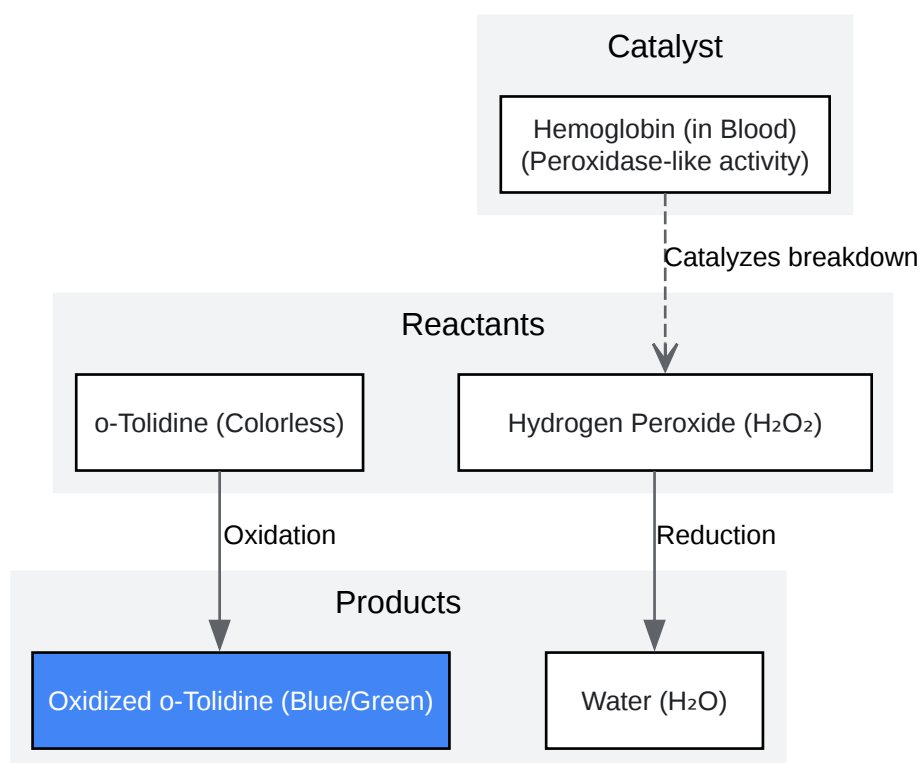 Catalyst
Hemoglobin (in Blood)
(Peroxidase-like activity)
Catalyzes breakdown
Reactants
o-Tolidine (Colorless)
Hydrogen Peroxide (H₂O₂)
Oxidation
Reduction
Products
Oxidized o-Tolidine (Blue/Green)
Water (H₂O)